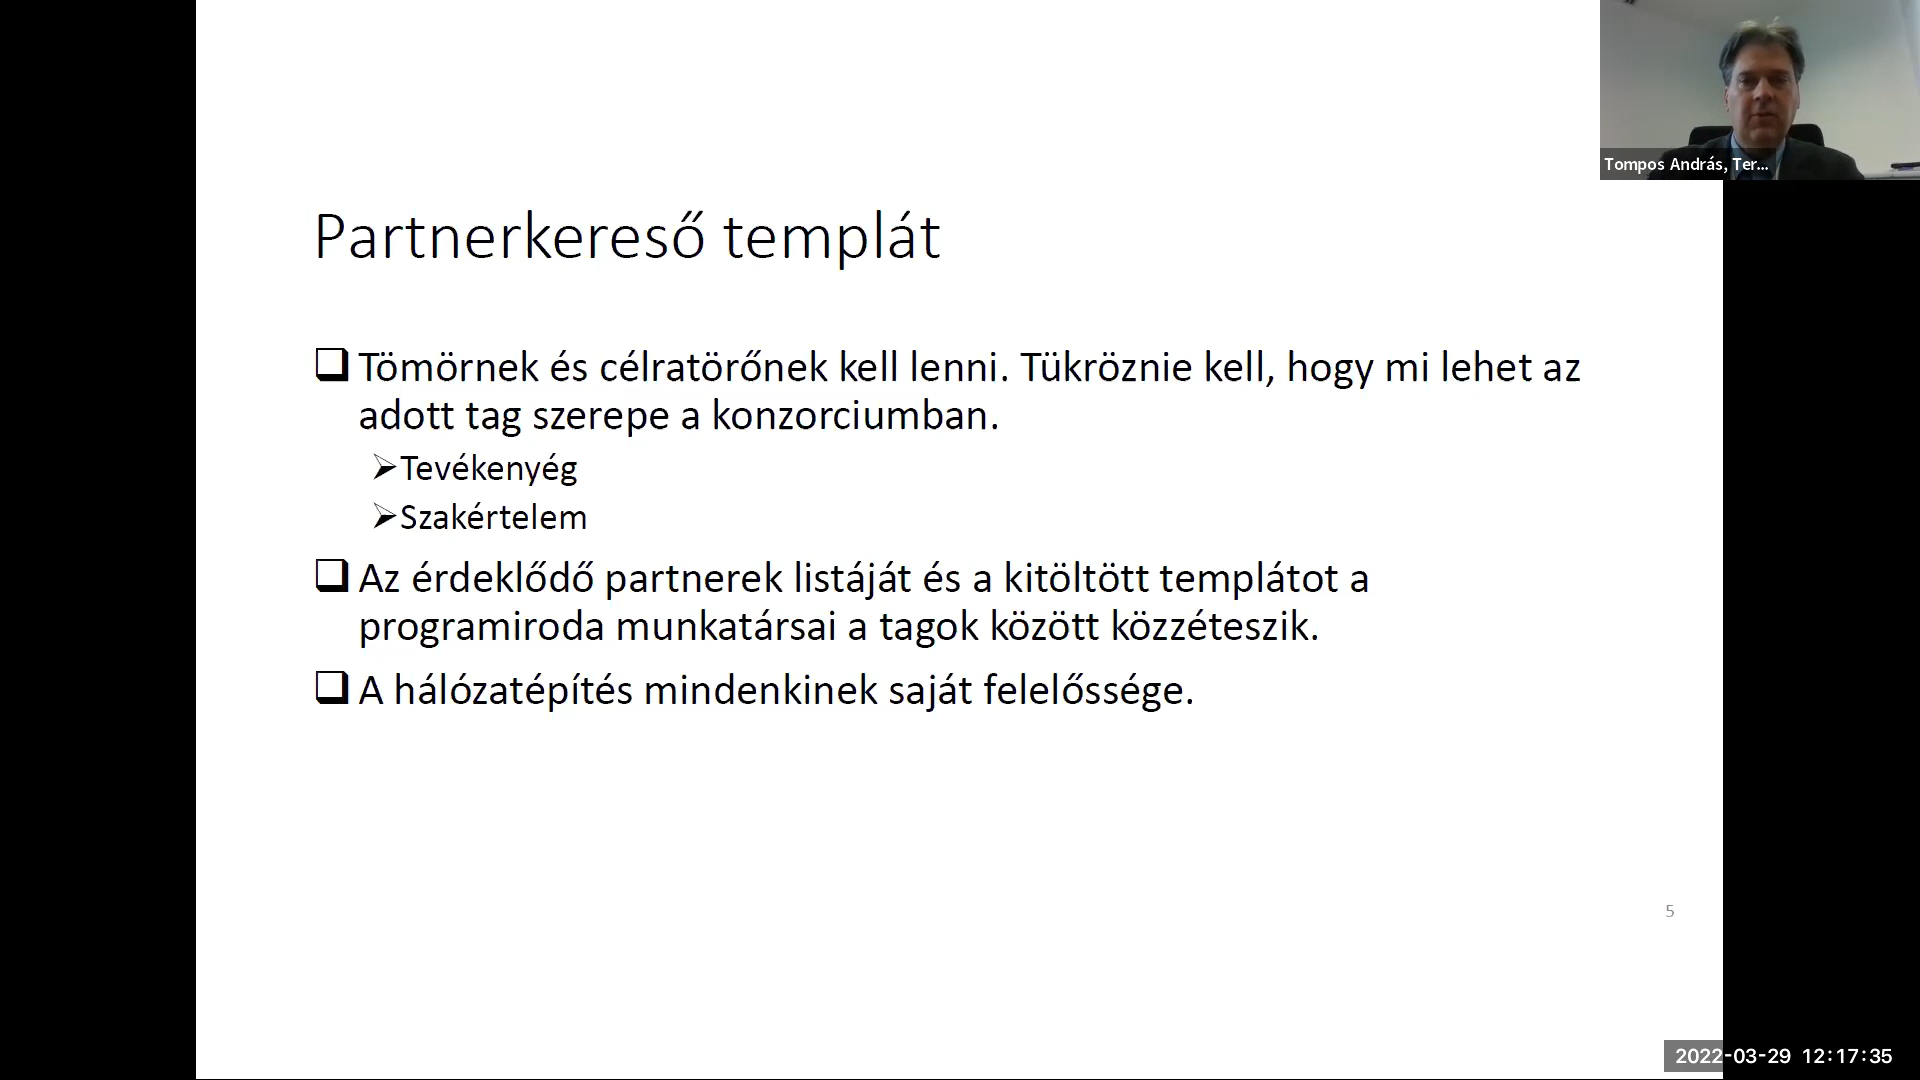 Tompos András, Ter...
Partnerkereső templát
Tömörnek és célratörőnek kell lenni. Tükröznie kell, hogy mi lehet az
adott tag szerepe a konzorciumban.
Tevékenyég
Szakértelem
Az érdeklődő partnerek listáját és a kitöltött templátot a
programiroda munkatársai a tagok között közzéteszik.
A hálózatépítés mindenkinek saját felelőssége.
5
2022-03-29 12:17:35